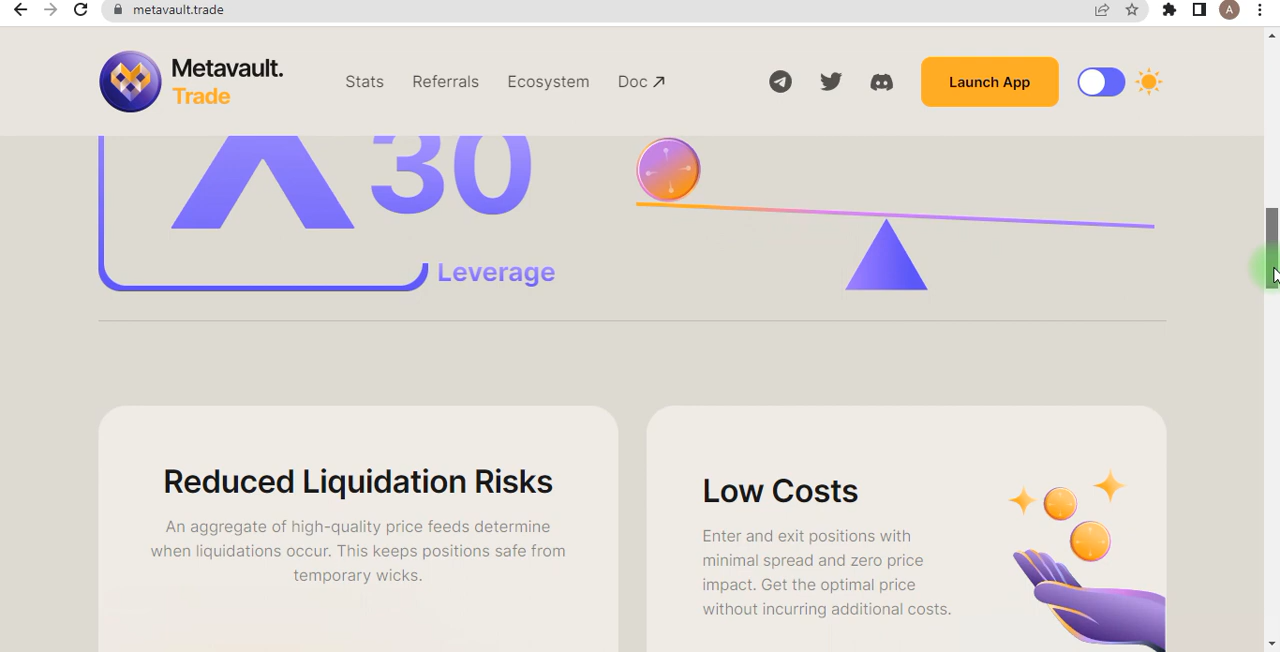 metavault.trade
A
Metavault.
Trade
Stats
Referrals
Ecosystem
Doc ↗
Launch App
X30
Leverage
Reduced Liquidation Risks
An aggregate of high-quality price feeds determine
when liquidations occur. This keeps positions safe from
temporary wicks.
Low Costs
Enter and exit positions with
minimal spread and zero price
impact. Get the optimal price
without incurring additional costs.